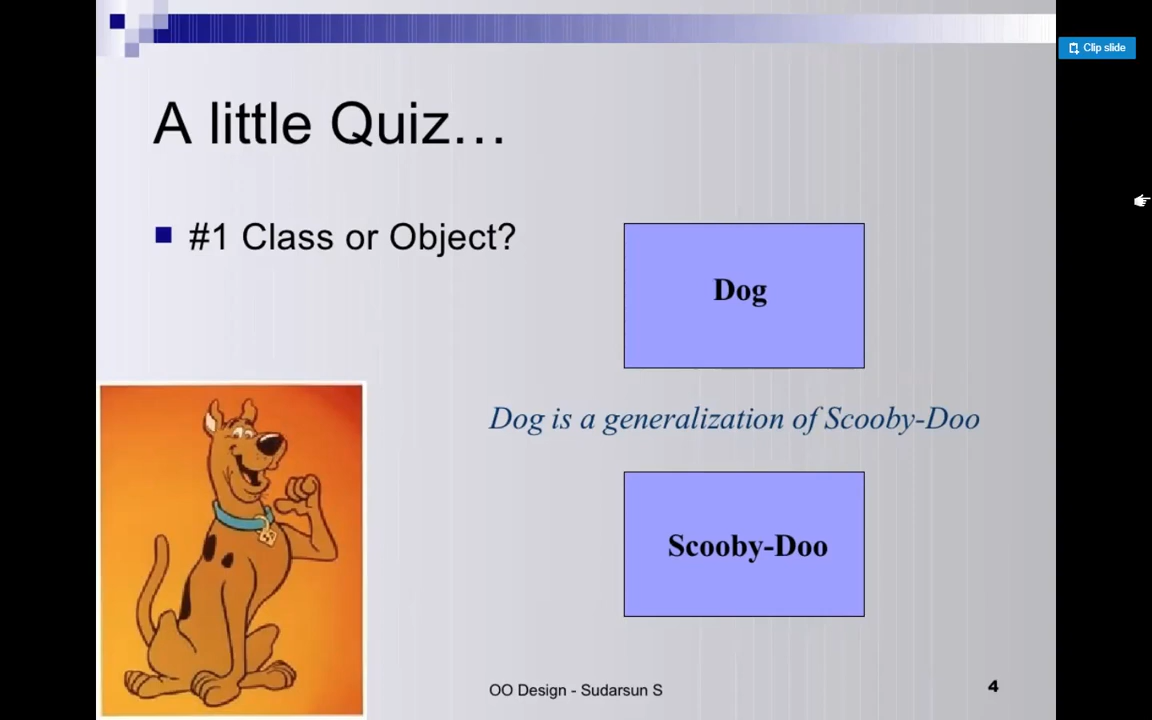 Clip slide
A little Quiz…
#1 Class or Object?
Dog
Dog is a generalization of Scooby-Doo
Scooby-Doo
OO Design - Sudarsun S
4